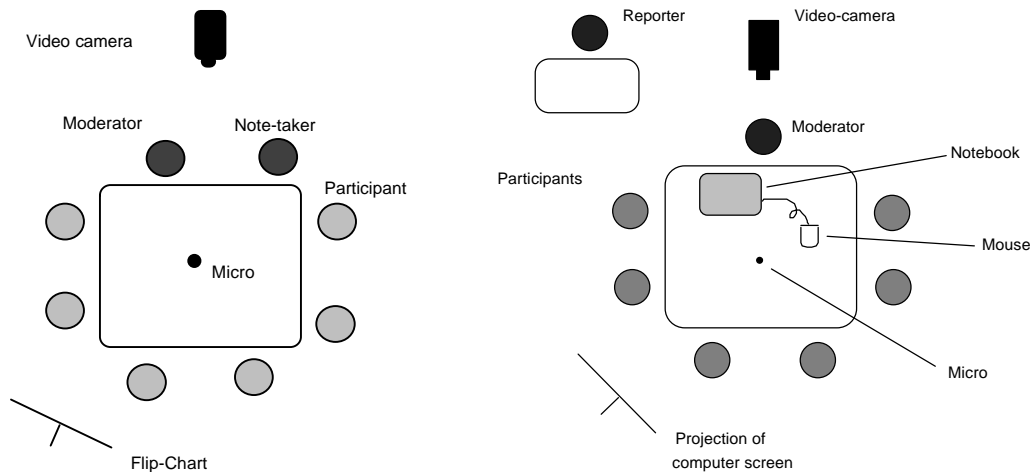 Video camera
Moderator
Note-taker
Participant
Micro
Flip-Chart
Reporter
Video-camera
Moderator
Notebook
Participants
Mouse
Micro
Projection of
computer screen